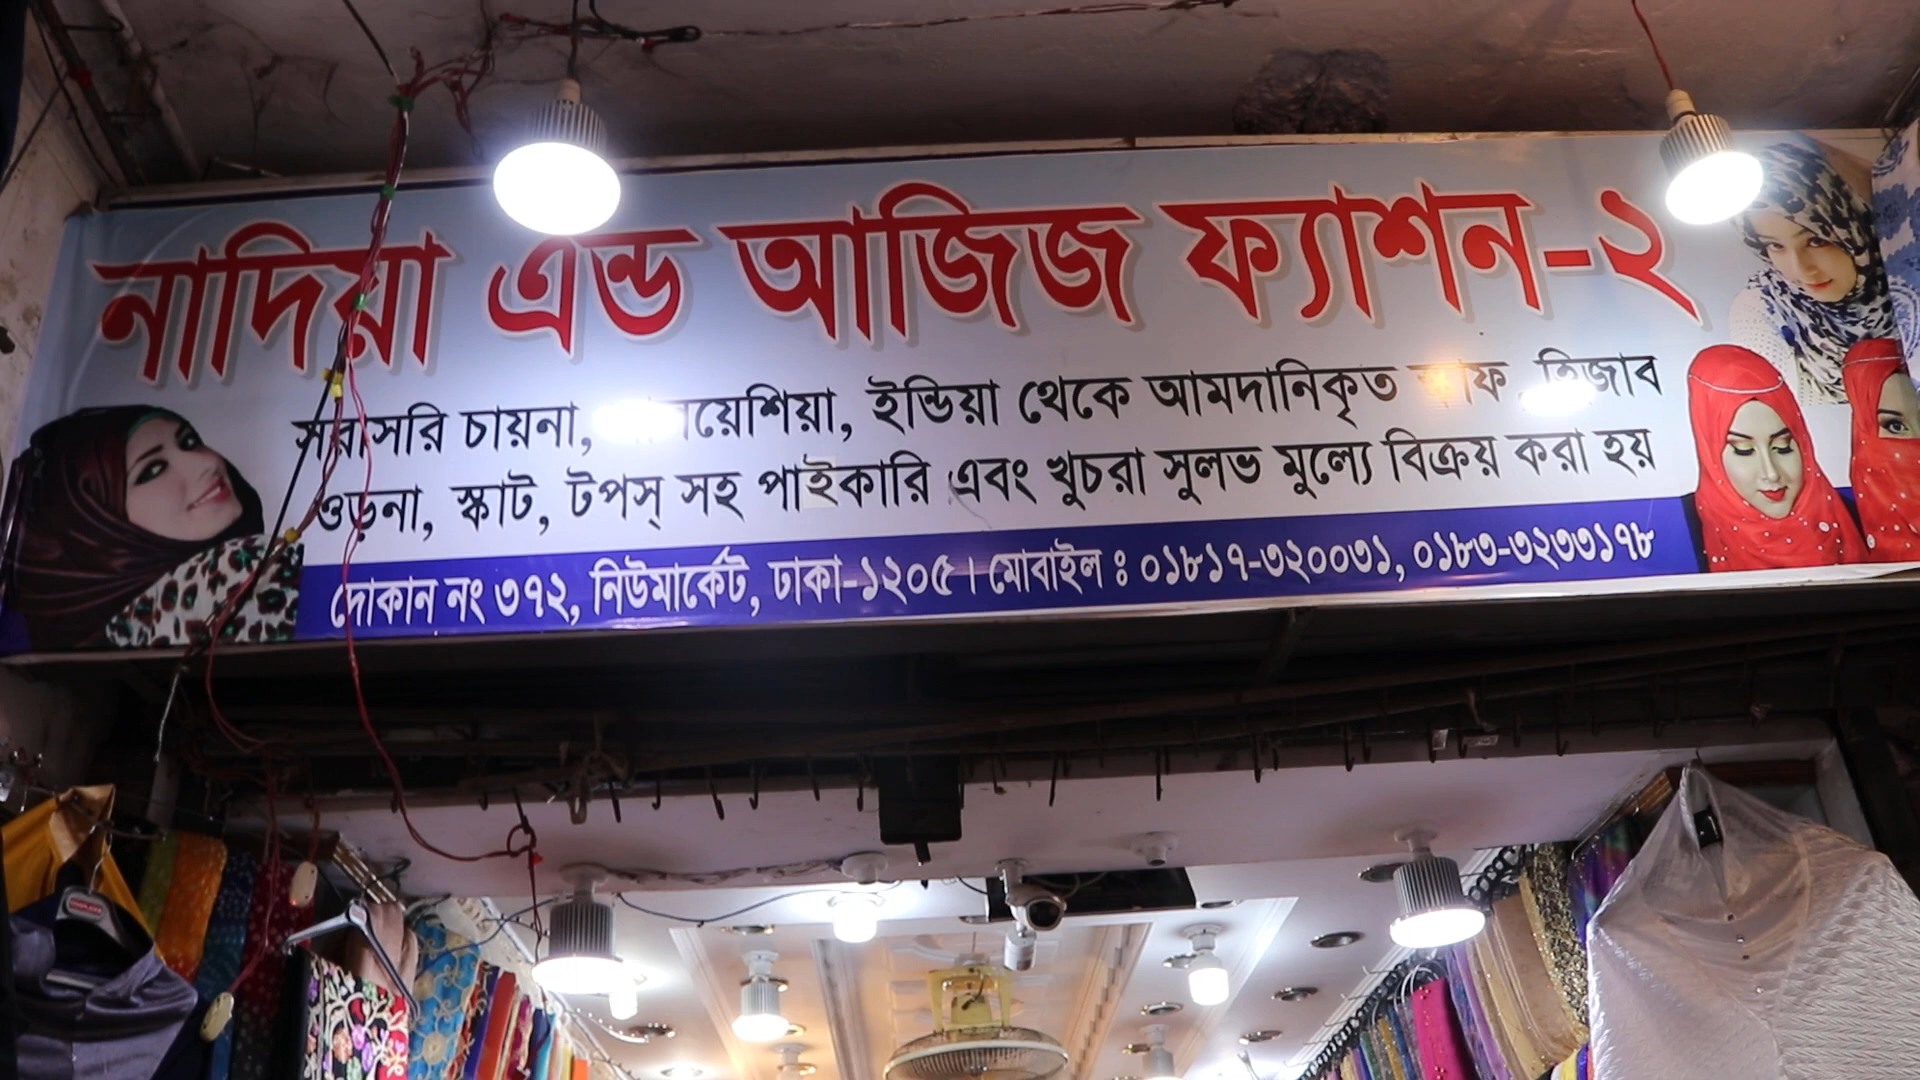 নাদিয়া এন্ড আজিজ ফ্যাশন-২
সরাসরি চায়না, ইন্ডিয়া থেকে আমদানিকৃত হিজাব
ওড়না, স্কাট, টপস্ সহ পাইকারি এবং খুচরা সুলভ মুল্যে বিক্রয় করা হয়
দোকান নং ৩৭২, নিউমার্কেট, ঢাকা-১২০৫। মোবাইল ঃ ০১৮১৭-৩২০০৩১, ০১৮৩-৩২৩৩১৭৮